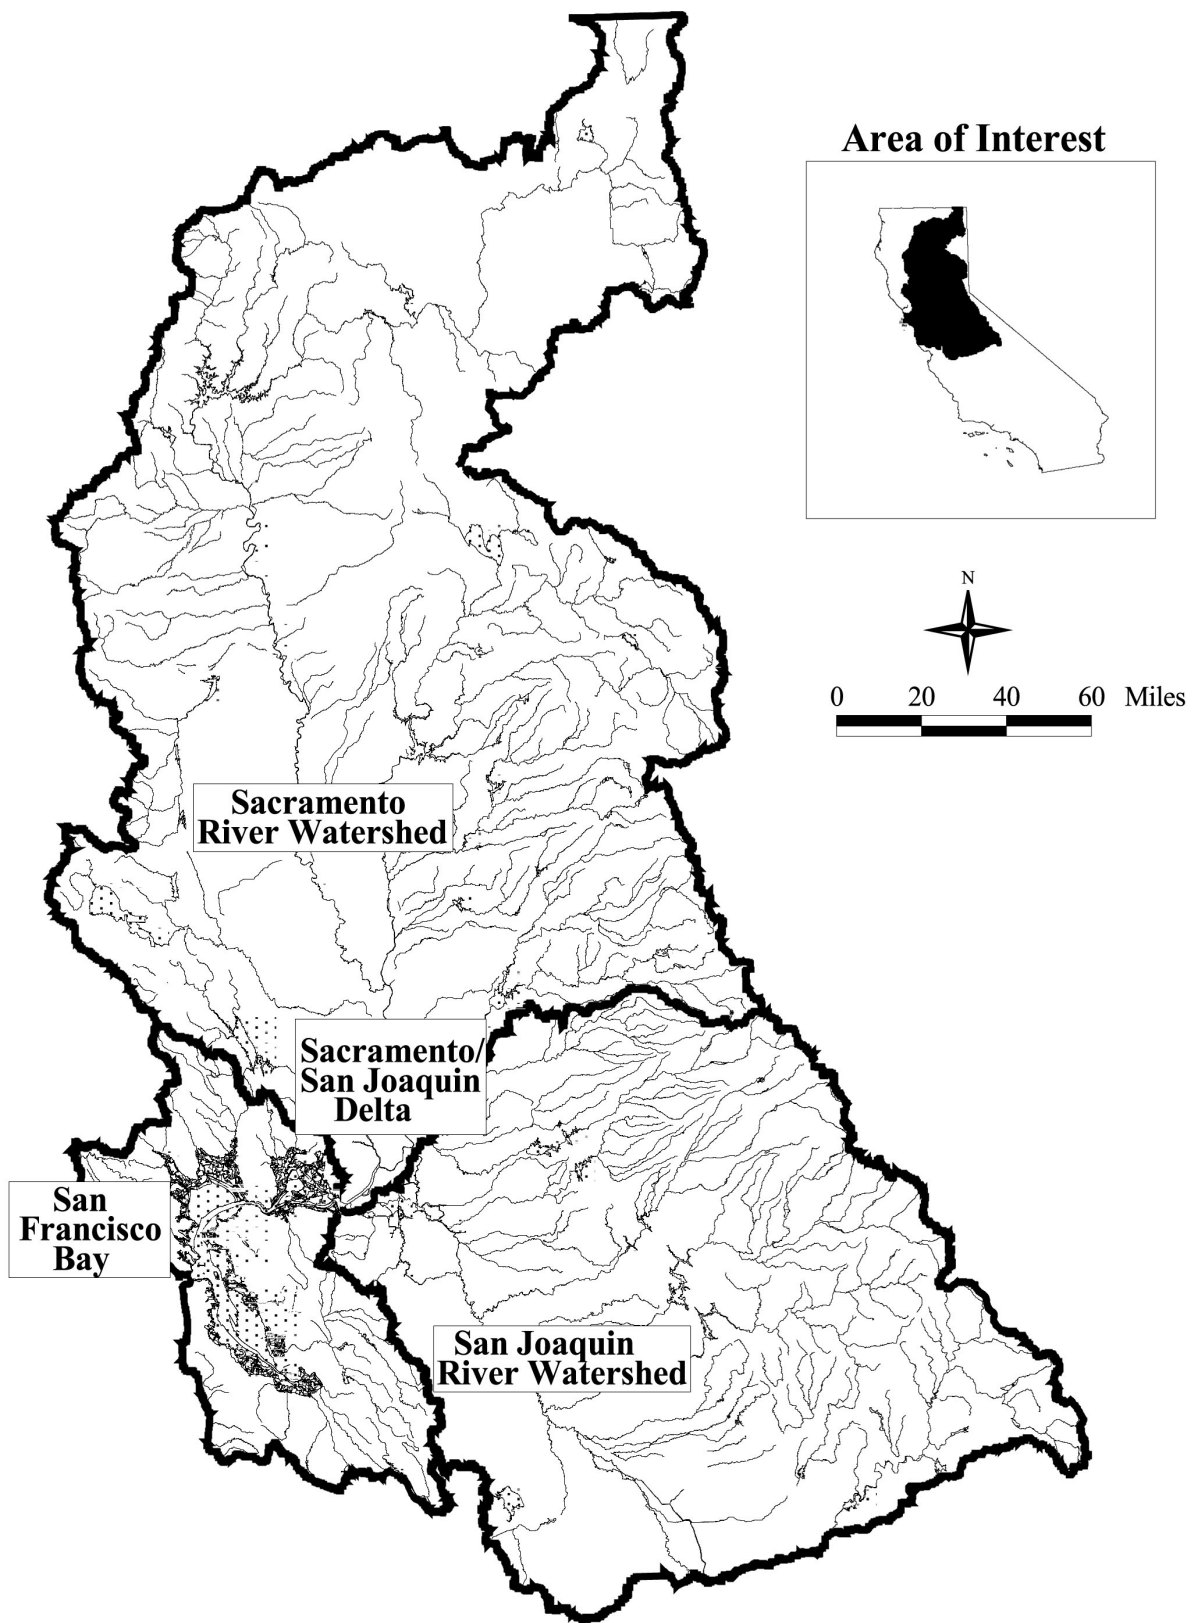 Area of Interest
N
0 20 40 60 Miles
Sacramento
River Watershed
Sacramento/
San Joaquin
Delta
San
Francisco
Bay
San Joaquin
River Watershed